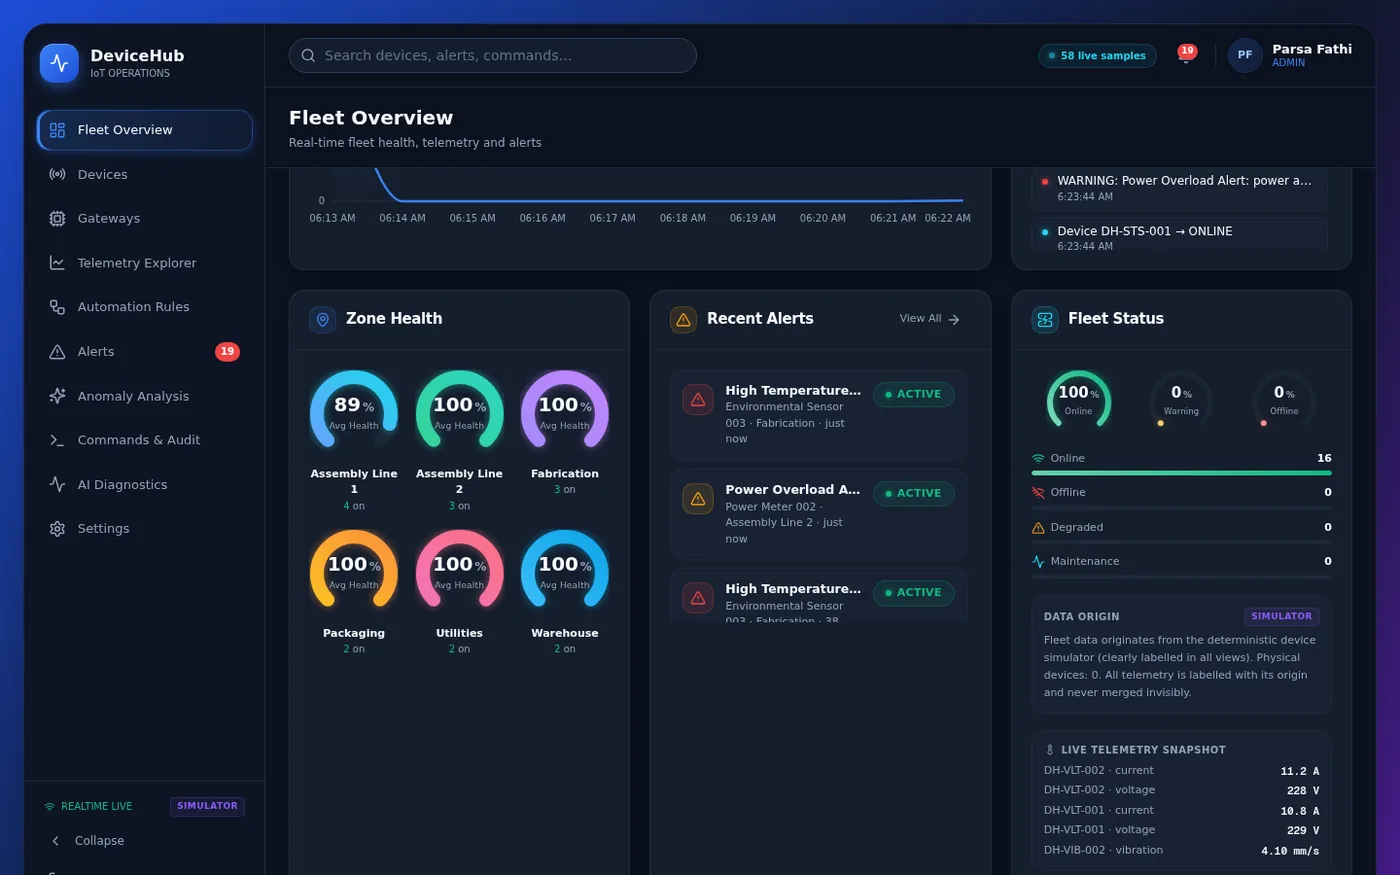 DeviceHub
IoT OPERATIONS
Search devices, alerts, commands...
58 live samples
19
PF
Parsa Fathi
ADMIN
Fleet Overview
Devices
Gateways
Telemetry Explorer
Automation Rules
Alerts
19
Anomaly Analysis
Commands & Audit
AI Diagnostics
Settings
REALTIME LIVE
SIMULATOR
Collapse
Fleet Overview
Real-time fleet health, telemetry and alerts
0
06:13 AM 06:14 AM 06:15 AM 06:16 AM 06:17 AM 06:18 AM 06:19 AM 06:20 AM 06:21 AM 06:22 AM
WARNING: Power Overload Alert: power a...
6:23:44 AM
Device DH-STS-001 → ONLINE
6:23:44 AM
Zone Health
89 %
Avg Health
Assembly Line
1
4 on
100 %
Avg Health
Assembly Line
2
3 on
100 %
Avg Health
Fabrication
3 on
100 %
Avg Health
Packaging
2 on
100 %
Avg Health
Utilities
2 on
100 %
Avg Health
Warehouse
2 on
Recent Alerts
View All →
High Temperature...
ACTIVE
Environmental Sensor
003 · Fabrication · just
now
Power Overload A...
ACTIVE
Power Meter 002 ·
Assembly Line 2 · just
now
High Temperature...
ACTIVE
Environmental Sensor
003 · Fabrication · 38
Fleet Status
100 %
Online
0 %
Warning
0 %
Offline
Online 16
Offline 0
Degraded 0
Maintenance 0
DATA ORIGIN
SIMULATOR
Fleet data originates from the deterministic device
simulator (clearly labelled in all views). Physical
devices: 0. All telemetry is labelled with its origin
and never merged invisibly.
LIVE TELEMETRY SNAPSHOT
DH-VLT-002 · current 11.2 A
DH-VLT-002 · voltage 228 V
DH-VLT-001 · current 10.8 A
DH-VLT-001 · voltage 229 V
DH-VIB-002 · vibration 4.10 mm/s